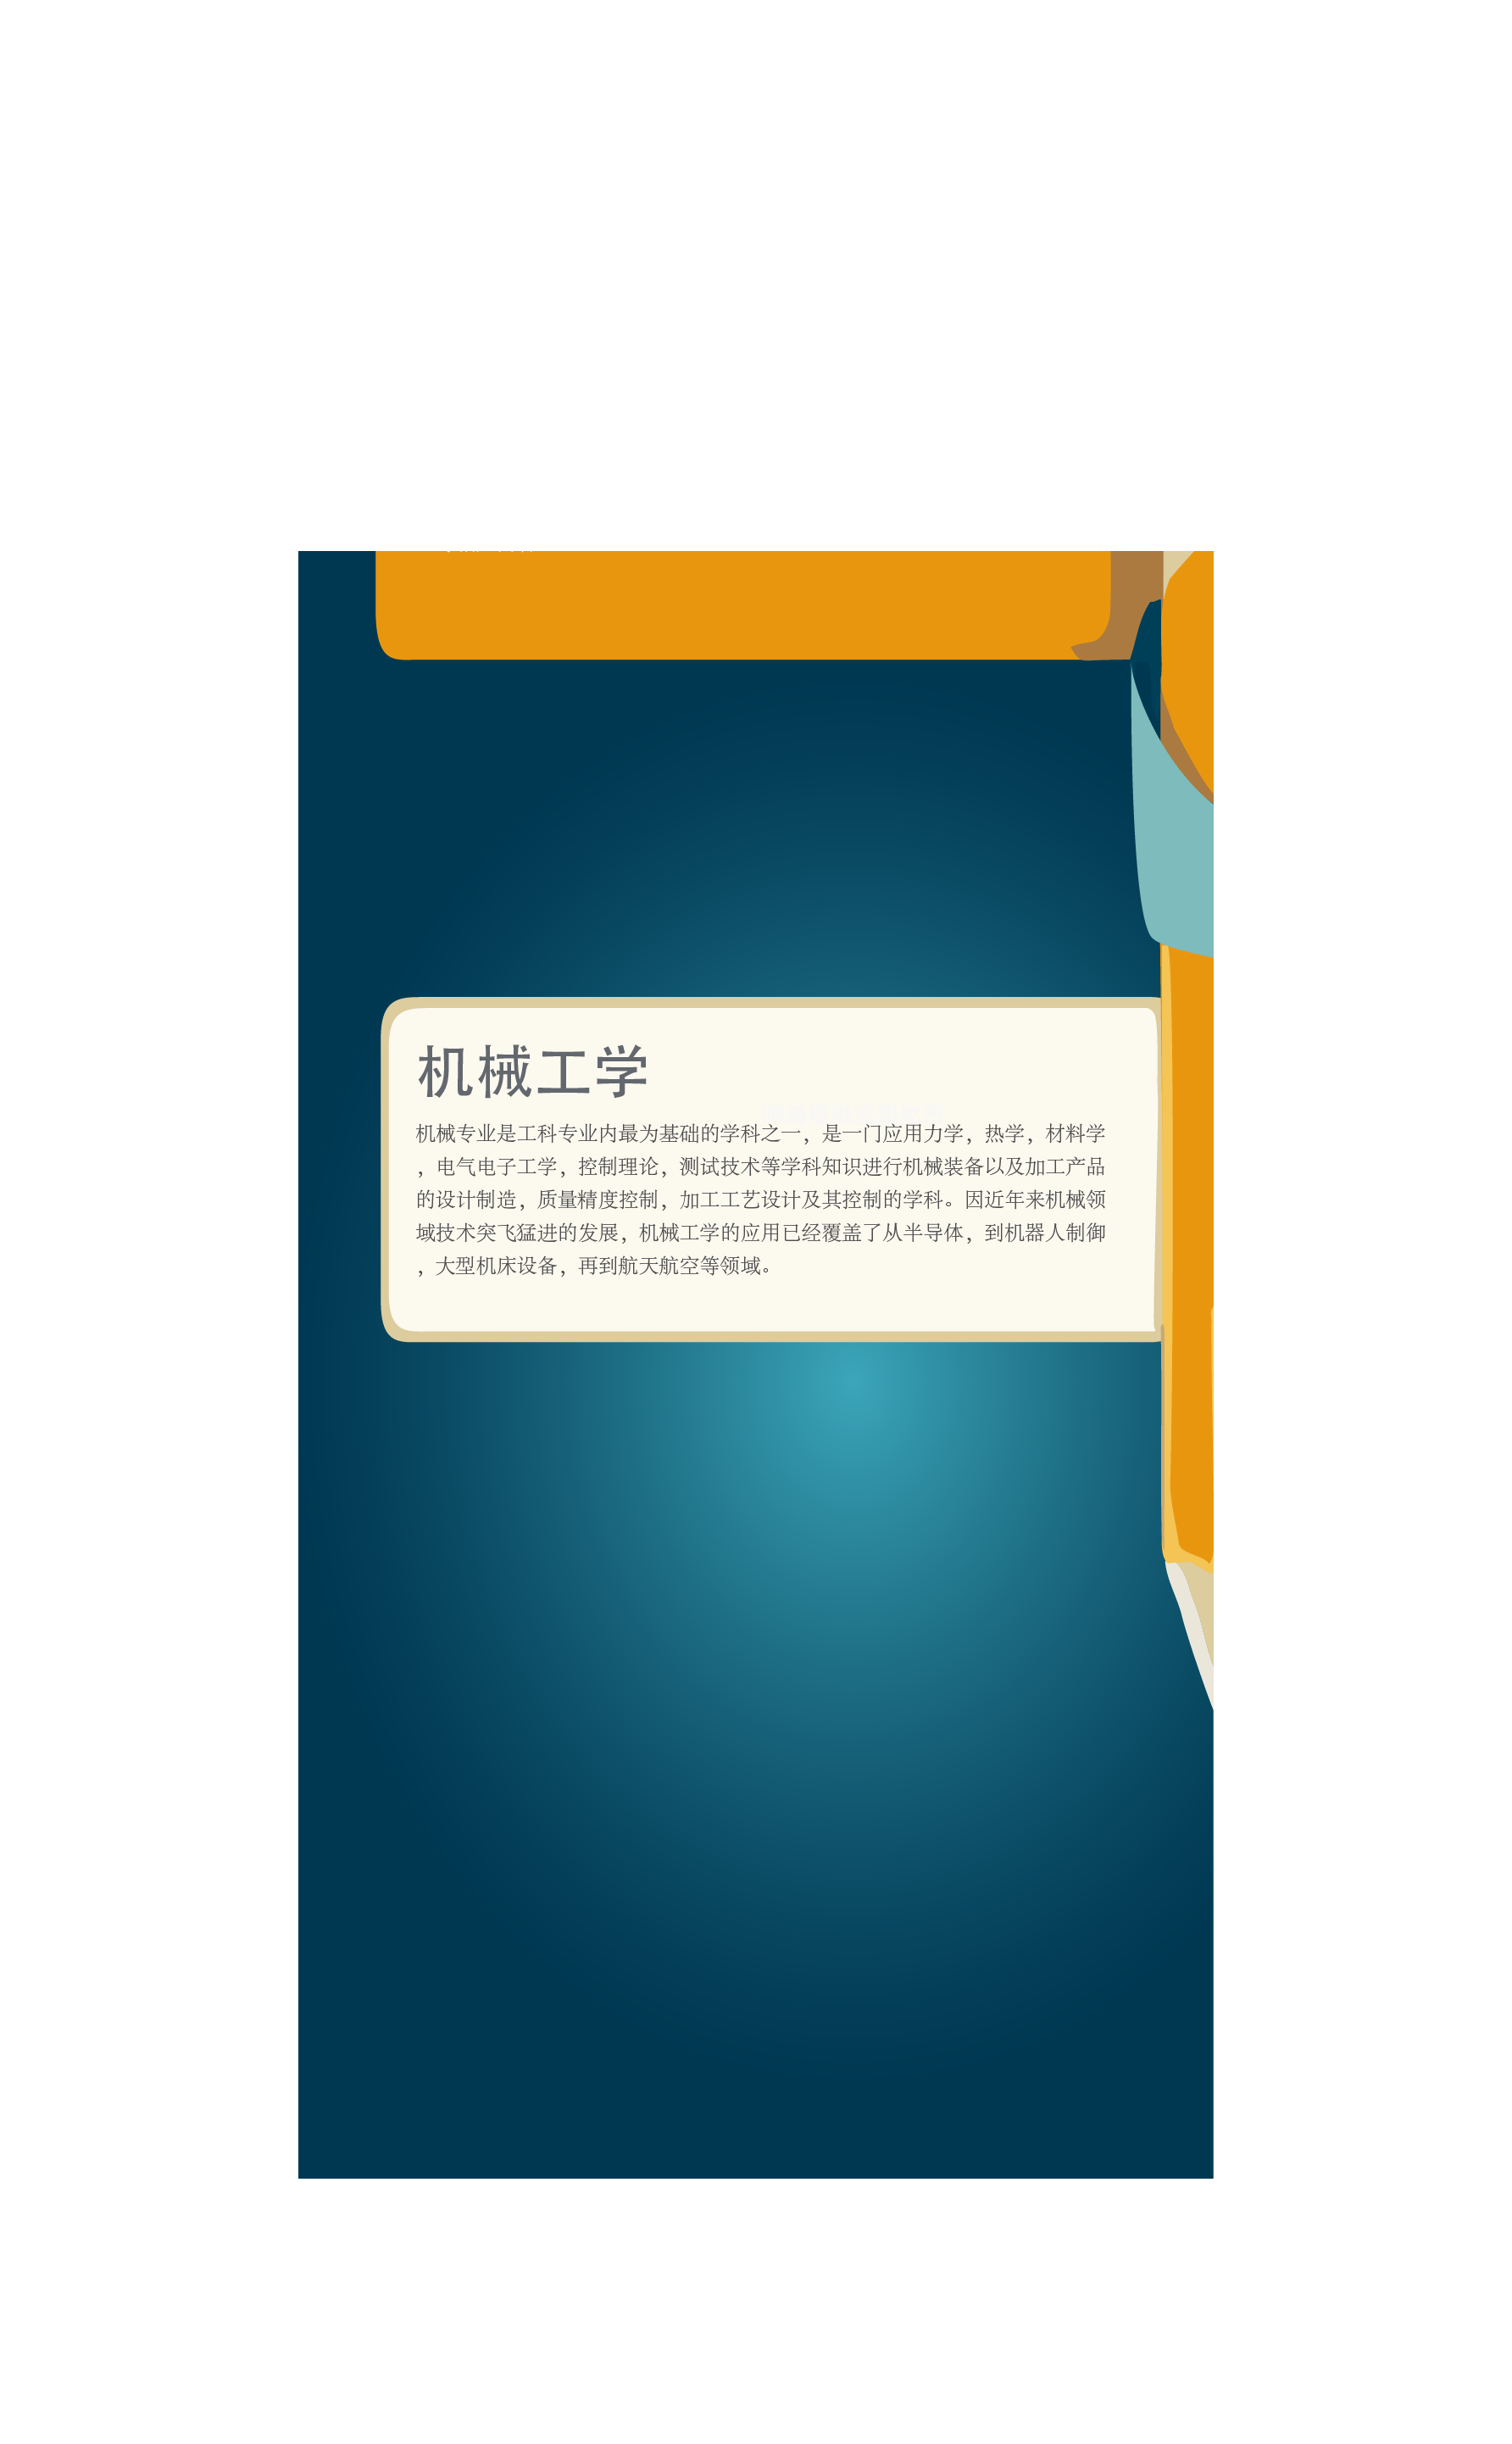 机械工学
机械专业是工科专业内最为基础的学科之一，是一门应用力学，热学，材料学
，电气电子工学，控制理论，测试技术等学科知识进行机械装备以及加工产品
的设计制造，质量精度控制，加工工艺设计及其控制的学科。因近年来机械领
域技术突飞猛进的发展，机械工学的应用已经覆盖了从半导体，到机器人制御
，大型机床设备，再到航天航空等领域。